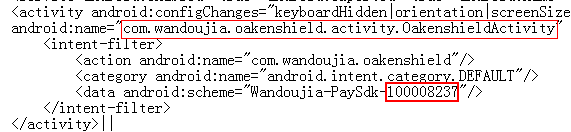 <activity android:configChanges="keyboardHidden|orientation|screenSize
android:name="com.wandoujia.oakenshield.activity.OakenshieldActivity"
<intent-filter>
<action android:name="com.wandoujia.oakenshield"/>
<category android:name="android.intent.category.DEFAULT"/>
<data android:scheme="Wandoujia-PaySdk-100008237"/>
</intent-filter>
</activity>||